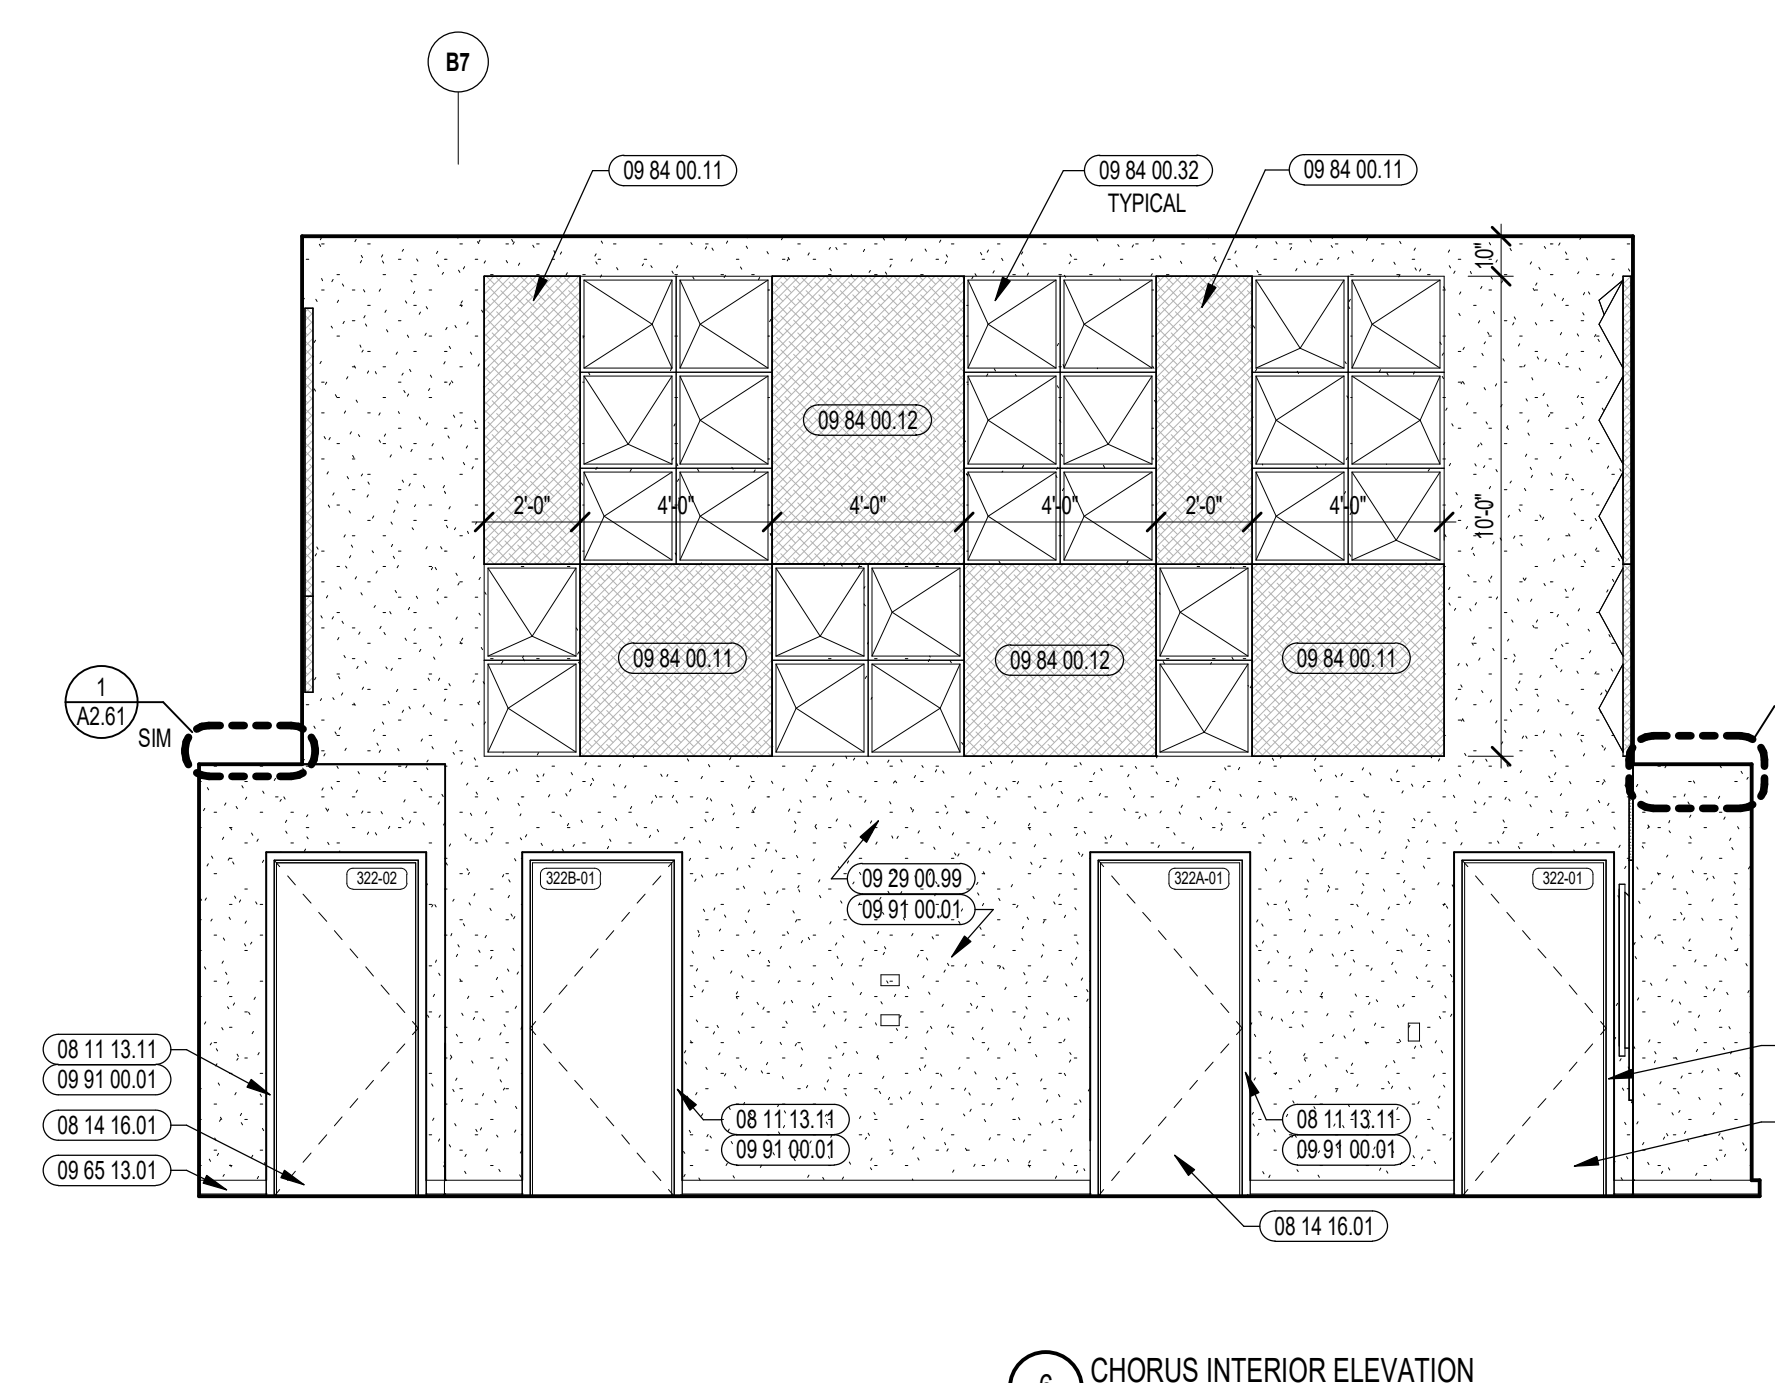 B7
09 84 00.11
09 84 00.32
TYPICAL
09 84 00.11
10"
09 84 00.12
2'-0"
4'-0"
4'-0"
4'-0"
2'-0"
4'-0"
10'-0"
09 84 00.11
09 84 00.12
09 84 00.11
1
A2.61
SIM
322-02
322B-01
09 29 00.99
09 91 00.01
322A-01
322-01
08 11 13.11
09 91 00.01
08 14 16.01
09 65 13.01
08 11 13.11
09 91 00.01
08 11 13.11
09 91 00.01
08 14 16.01
6
CHORUS INTERIOR ELEVATION